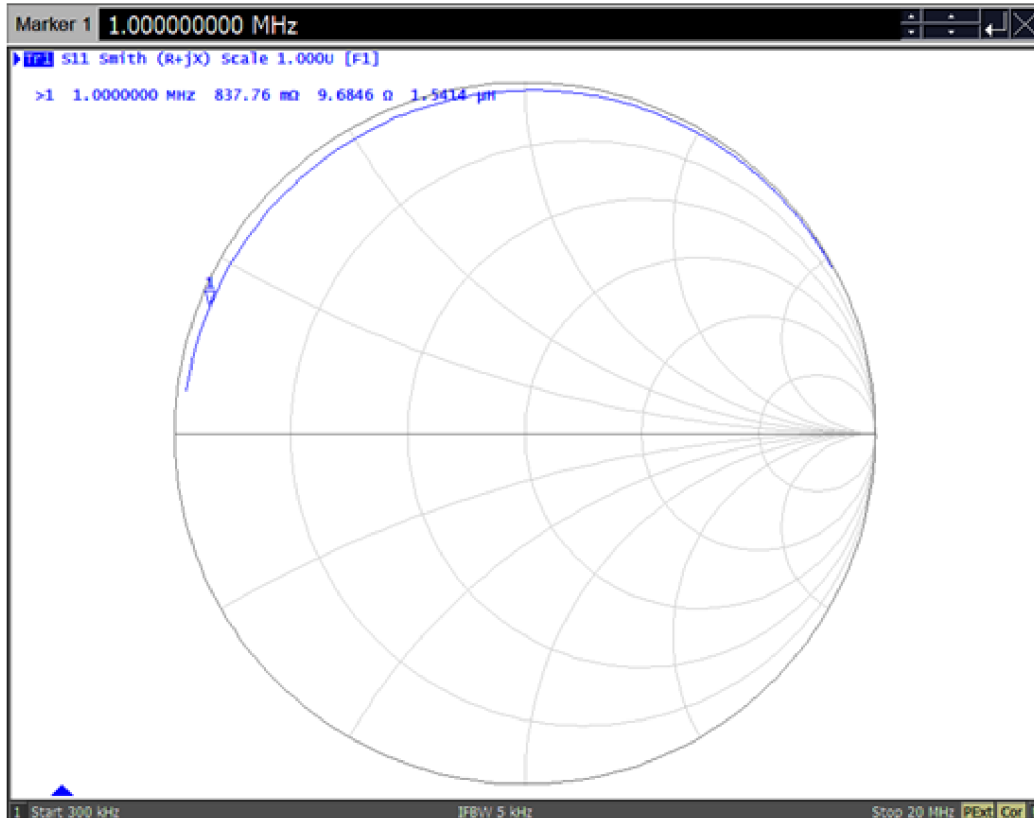 Marker 1 1.000000000 MHz
Tr1 S11 Smith (R+jX) Scale 1.000U [F1]
>1 1.0000000 MHz 837.76 mΩ 9.6846 Ω 1.5414 μH
1
1 Start 300 kHz IFBW 5 kHz Stop 20 MHz PExt Cor